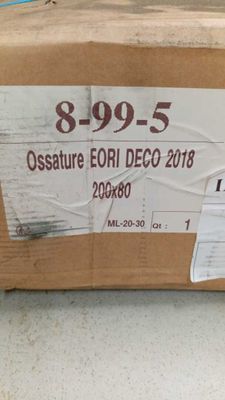 8-99-5
Ossature EORI DECO 2018
200x80
ML-20-30 Qt : 1